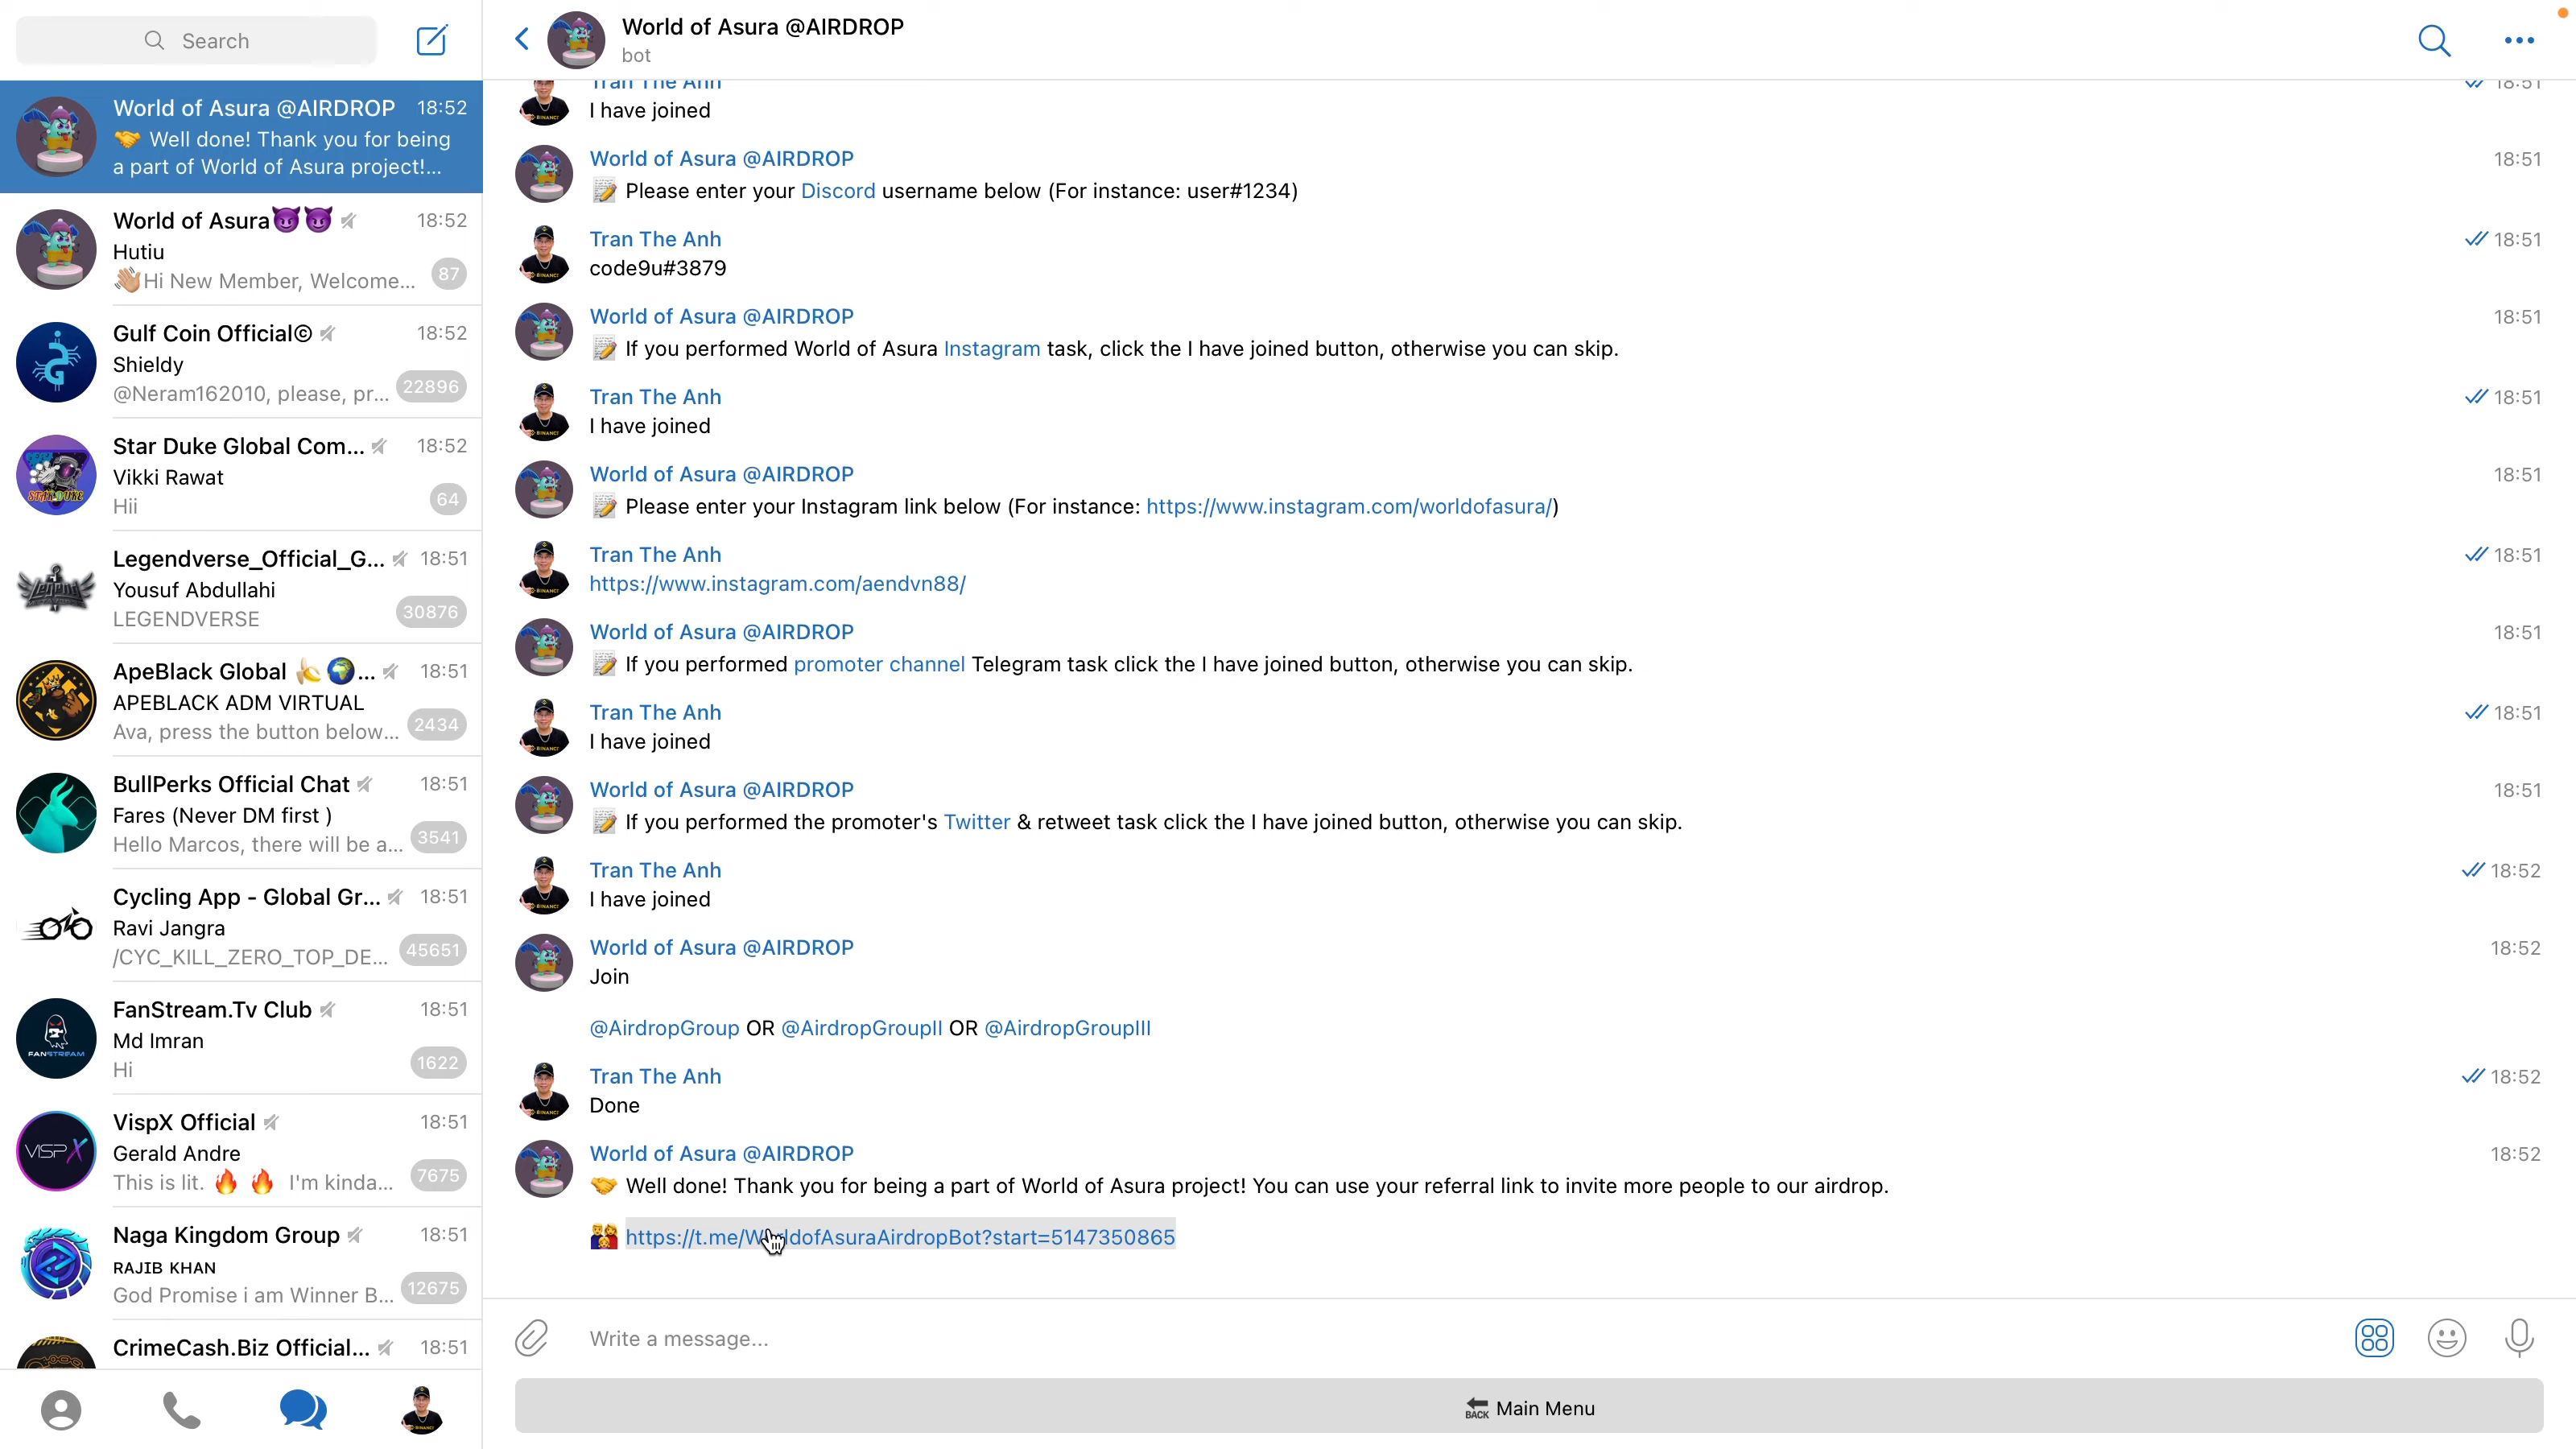 Search
World of Asura @AIRDROP 18:52
🤝 Well done! Thank you for being
a part of World of Asura project!...
World of Asura😈😈 18:52
Hutiu
👋🏼Hi New Member, Welcome... 87
Gulf Coin Official© 18:52
Shieldy
@Neram162010, please, pr... 22896
Star Duke Global Com... 18:52
Vikki Rawat
Hii 64
Legendverse_Official_G... 18:51
Yousuf Abdullahi
LEGENDVERSE 30876
ApeBlack Global 🍌🌍... 18:51
APEBLACK ADM VIRTUAL
Ava, press the button below... 2434
BullPerks Official Chat 18:51
Fares (Never DM first )
Hello Marcos, there will be a... 3541
Cycling App - Global Gr... 18:51
Ravi Jangra
/CYC_KILL_ZERO_TOP_DE... 45651
FANSTREAM
FanStream.Tv Club 18:51
Md Imran
Hi 1622
VISPX
VispX Official 18:51
Gerald Andre
This is lit. 🔥 🔥 I'm kinda... 7675
Naga Kingdom Group 18:51
RAJIB KHAN
God Promise i am Winner B... 12675
CrimeCash.Biz Official... 18:51
World of Asura @AIRDROP
bot
Tran The Anh 18:51
I have joined
World of Asura @AIRDROP 18:51
📝 Please enter your Discord username below (For instance: user#1234)
Tran The Anh 18:51
code9u#3879
World of Asura @AIRDROP 18:51
📝 If you performed World of Asura Instagram task, click the I have joined button, otherwise you can skip.
Tran The Anh 18:51
I have joined
World of Asura @AIRDROP 18:51
📝 Please enter your Instagram link below (For instance: https://www.instagram.com/worldofasura/)
Tran The Anh 18:51
https://www.instagram.com/aendvn88/
World of Asura @AIRDROP 18:51
📝 If you performed promoter channel Telegram task click the I have joined button, otherwise you can skip.
Tran The Anh 18:51
I have joined
World of Asura @AIRDROP 18:51
📝 If you performed the promoter's Twitter & retweet task click the I have joined button, otherwise you can skip.
Tran The Anh 18:52
I have joined
World of Asura @AIRDROP 18:52
Join
@AirdropGroup OR @AirdropGroupII OR @AirdropGroupIII
Tran The Anh 18:52
Done
World of Asura @AIRDROP 18:52
🤝 Well done! Thank you for being a part of World of Asura project! You can use your referral link to invite more people to our airdrop.
👨‍👩‍👦 https://t.me/WorldofAsuraAirdropBot?start=5147350865
Write a message...
🔙 Main Menu